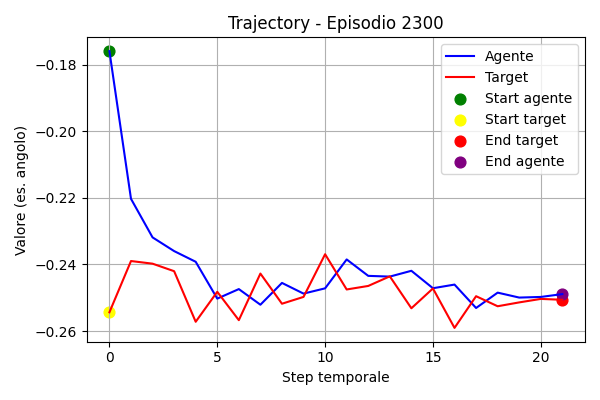 Trajectory - Episodio 2300
Agente
Target
Start agente
Start target
End target
End agente
Valore (es. angolo)
−0.18
−0.20
−0.22
−0.24
−0.26
0
5
10
15
20
Step temporale